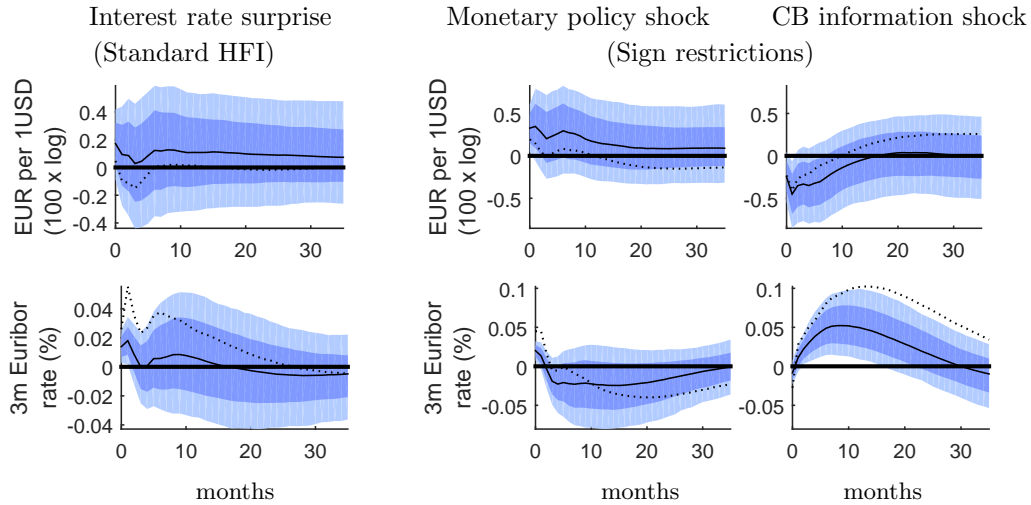 Interest rate surprise
(Standard HFI)
Monetary policy shock
CB information shock
(Sign restrictions)
EUR per 1USD
(100 x log)
0.4
0.2
0
-0.2
-0.4
0 10 20 30
EUR per 1USD
(100 x log)
0.5
0
-0.5
0 10 20 30
0.5
0
-0.5
0 10 20 30
3m Euribor
rate (%)
0.04
0.02
0
-0.02
-0.04
0 10 20 30
months
3m Euribor
rate (%)
0.1
0.05
0
-0.05
0 10 20 30
months
0.1
0.05
0
-0.05
0 10 20 30
months